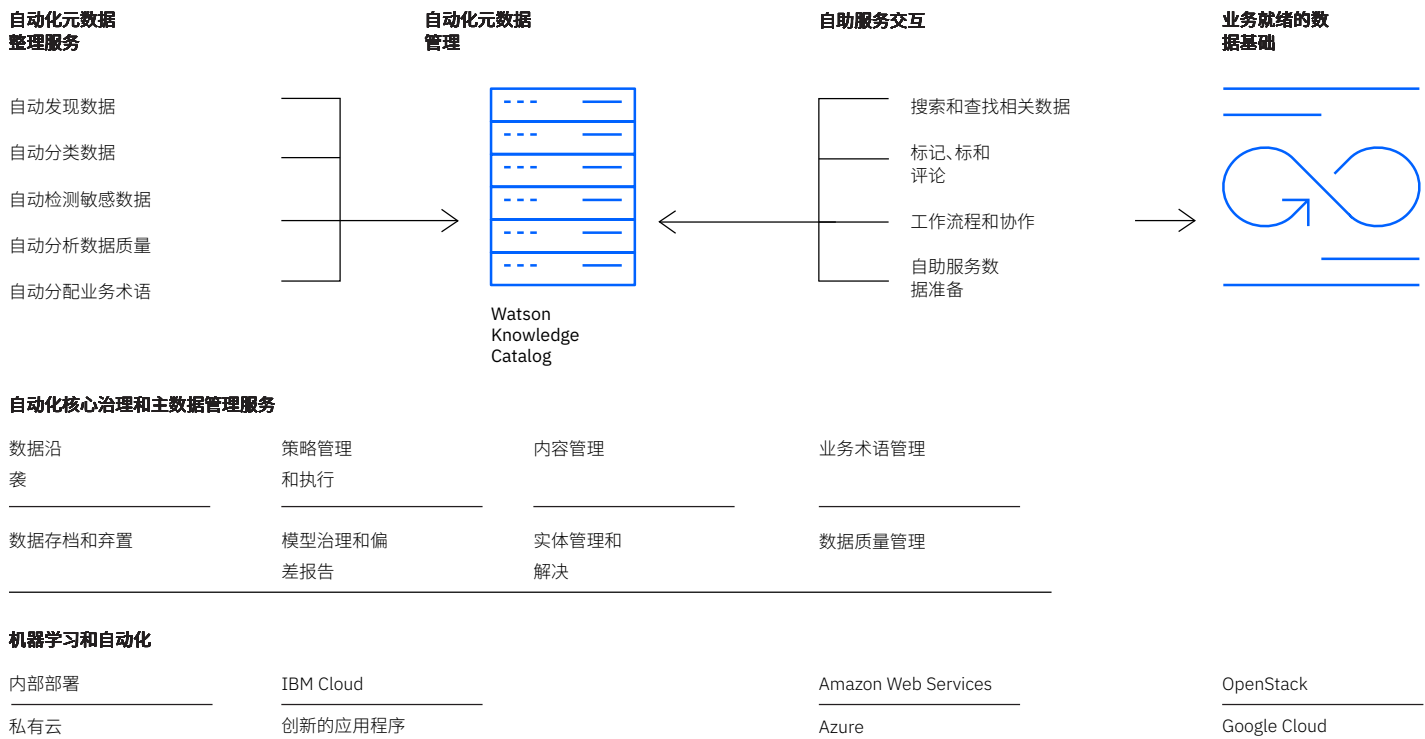 自动化元数据
整理服务
自动化元数据
管理
自助服务交互
业务就绪的数
据基础
自动发现数据
自动分类数据
自动检测敏感数据
自动分析数据质量
自动分配业务术语
Watson
Knowledge
Catalog
搜索和查找相关数据
标记、标和
评论
工作流程和协作
自助服务数
据准备
自动化核心治理和主数据管理服务
数据沿
袭
策略管理
和执行
内容管理
业务术语管理
数据存档和弃置
模型治理和偏
差报告
实体管理和
解决
数据质量管理
机器学习和自动化
内部部署
IBM Cloud
Amazon Web Services
OpenStack
私有云
创新的应用程序
Azure
Google Cloud